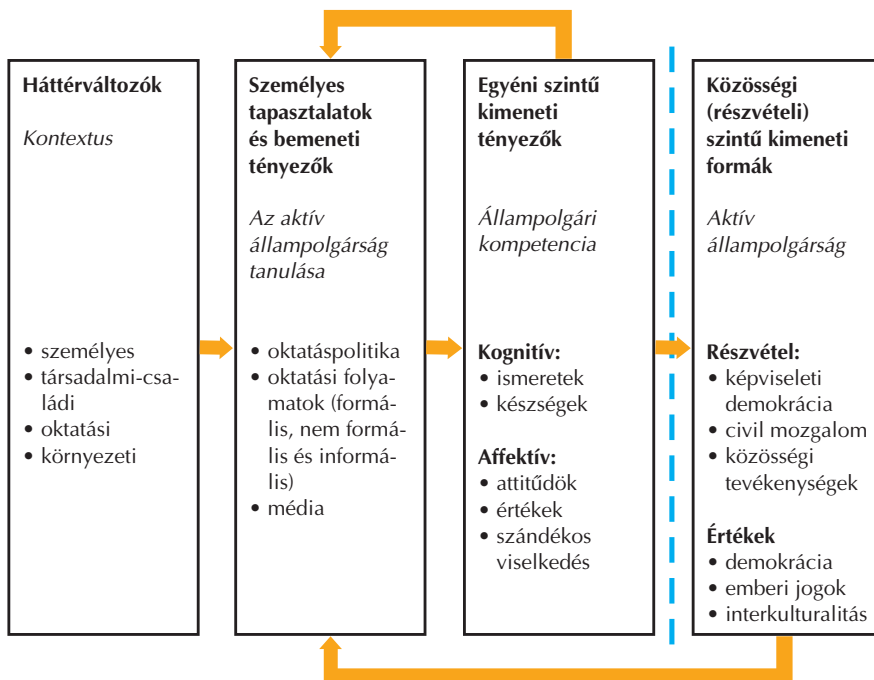 Háttérváltozók
Kontextus
• személyes
• társadalmi-csa-
ládi
• oktatási
• környezeti
Személyes
tapasztalatok
és bemeneti
tényezők
Az aktív
állampolgárság
tanulása
• oktatáspolitika
• oktatási folya-
matok (formá-
lis, nem formá-
lis és informá-
lis)
• média
Egyéni szintű
kimeneti
tényezők
Állampolgári
kompetencia
Kognitív:
• ismeretek
• készségek
Affektív:
• attitűdök
• értékek
• szándékos
viselkedés
Közösségi
(részvételi)
szintű kimeneti
formák
Aktív
állampolgárság
Részvétel:
• képviseleti
demokrácia
• civil mozgalom
• közösségi
tevékenységek
Értékek
• demokrácia
• emberi jogok
• interkulturalitás